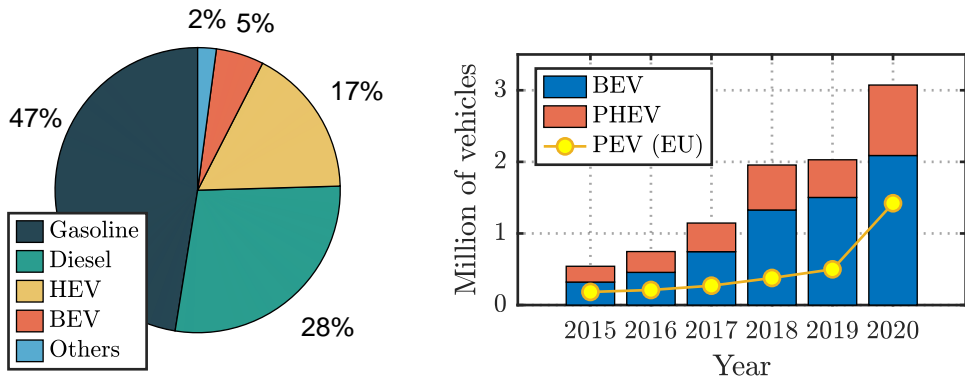 2%
5%
17%
47%
28%
Gasoline
Diesel
HEV
BEV
Others
Million of vehicles
3
2
1
0
BEV
PHEV
PEV (EU)
2015 2016 2017 2018 2019 2020
Year